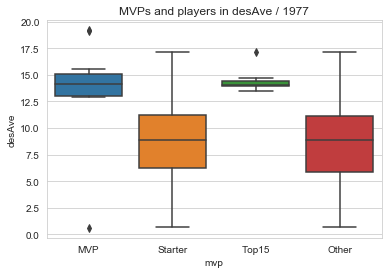 MVPs and players in desAve / 1977
20.0
17.5
15.0
12.5
10.0
7.5
5.0
2.5
0.0
desAve
MVP Starter Top15 Other
mvp